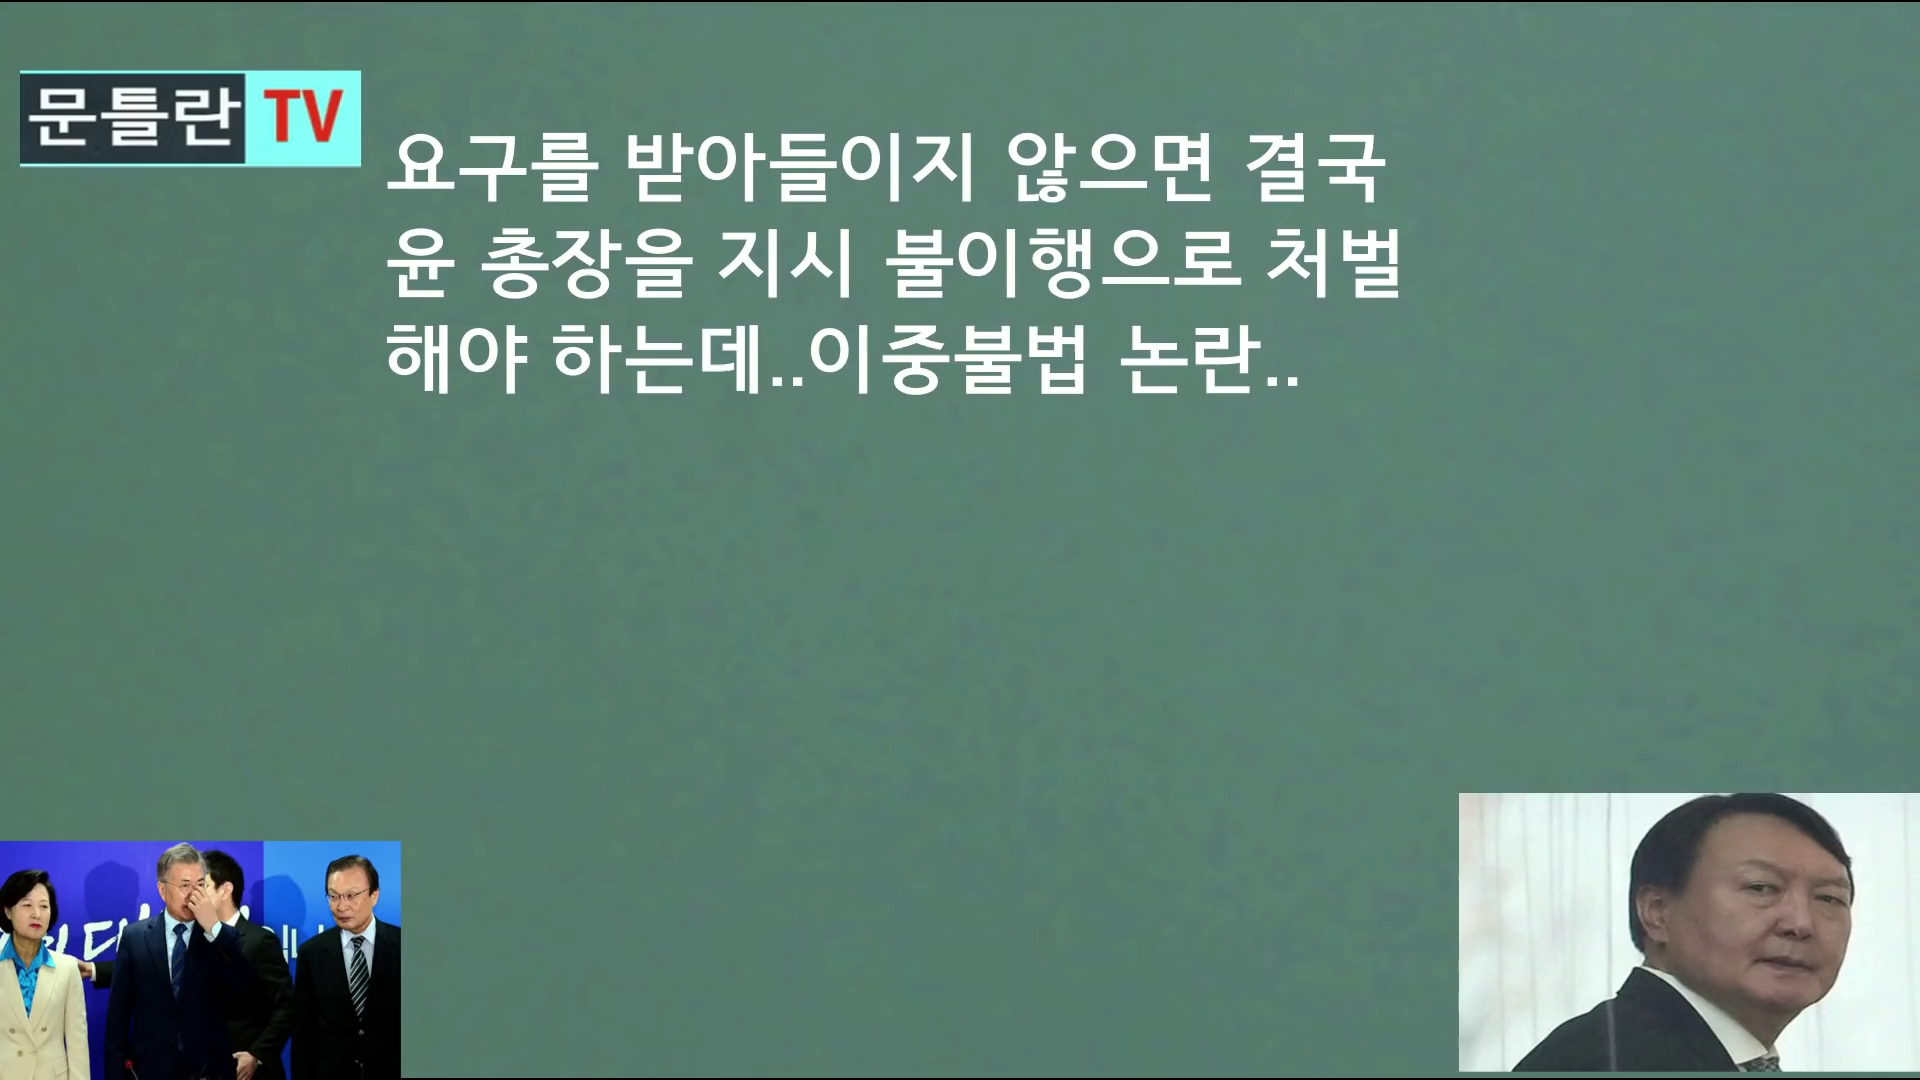 문틀란 TV
요구를 받아들이지 않으면 결국
윤 총장을 지시 불이행으로 처벌
해야 하는데..이중불법 논란..